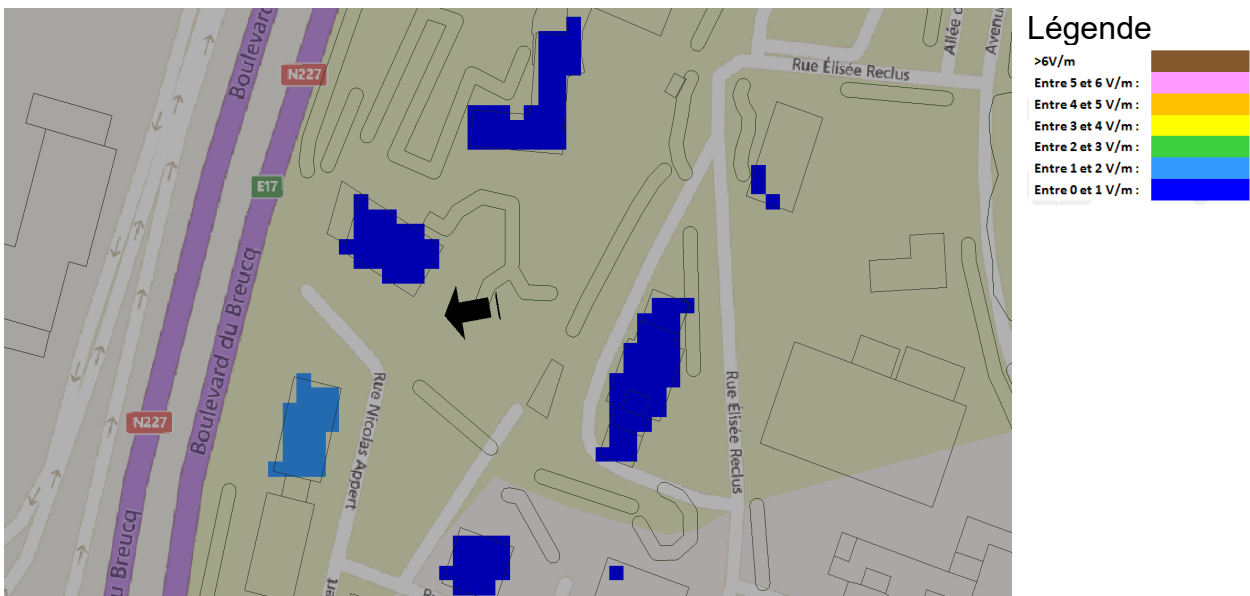 Légende
>6V/m
Entre 5 et 6 V/m :
Entre 4 et 5 V/m :
Entre 3 et 4 V/m :
Entre 2 et 3 V/m :
Entre 1 et 2 V/m :
Entre 0 et 1 V/m :
Boulevard
N227
Rue Élisée Reclus
Allée
Avenu
E17
Boulevard du Breucq
N227
Rue Nicolas Appert
Rue Élisée Reclus
u Breucq